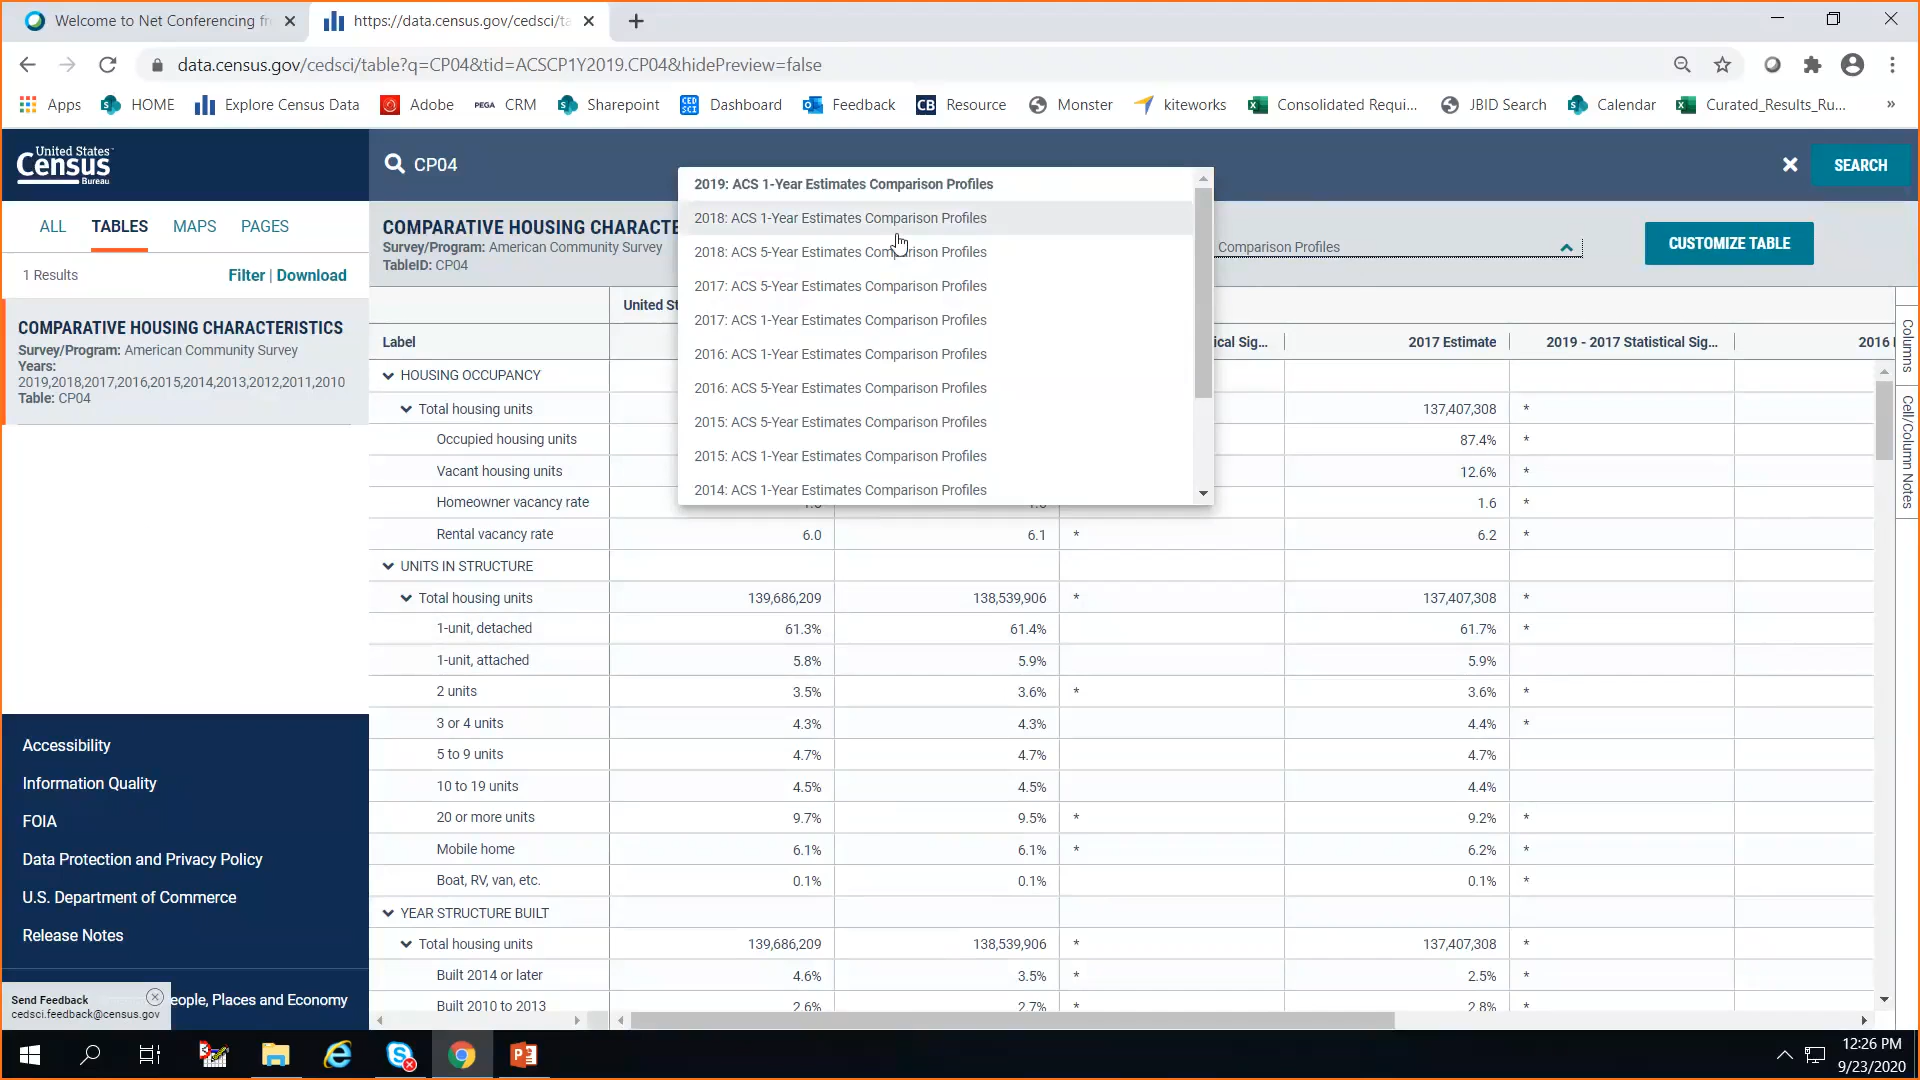 Welcome to Net Conferencing fr
https://data.census.gov/cedsci/ta
data.census.gov/cedsci/table?q=CP04&tid=ACSCP1Y2019.CP04&hidePreview=false
Apps HOME Explore Census Data Adobe PEGA CRM Sharepoint CED SCI Dashboard Feedback CB Resource Monster kiteworks Consolidated Requi... JBID Search Calendar Curated_Results_Ru... »
United States
Census
Bureau
CP04
SEARCH
ALL TABLES MAPS PAGES
1 Results Filter | Download
COMPARATIVE HOUSING CHARACTERISTICS
Survey/Program: American Community Survey
Years:
2019,2018,2017,2016,2015,2014,2013,2012,2011,2010
Table: CP04
COMPARATIVE HOUSING CHARACTE
Survey/Program: American Community Survey
TableID: CP04
Comparison Profiles
CUSTOMIZE TABLE
2019: ACS 1-Year Estimates Comparison Profiles
2018: ACS 1-Year Estimates Comparison Profiles
2018: ACS 5-Year Estimates Comparison Profiles
2017: ACS 5-Year Estimates Comparison Profiles
2017: ACS 1-Year Estimates Comparison Profiles
2016: ACS 1-Year Estimates Comparison Profiles
2016: ACS 5-Year Estimates Comparison Profiles
2015: ACS 5-Year Estimates Comparison Profiles
2015: ACS 1-Year Estimates Comparison Profiles
2014: ACS 1-Year Estimates Comparison Profiles
United St
Label ical Sig... 2017 Estimate 2019 - 2017 Statistical Sig... 2016
HOUSING OCCUPANCY
Total housing units 137,407,308 *
Occupied housing units 87.4% *
Vacant housing units 12.6% *
Homeowner vacancy rate 1.6 *
Rental vacancy rate 6.0 6.1 * 6.2 *
UNITS IN STRUCTURE
Total housing units 139,686,209 138,539,906 * 137,407,308 *
1-unit, detached 61.3% 61.4% 61.7% *
1-unit, attached 5.8% 5.9% 5.9%
2 units 3.5% 3.6% * 3.6% *
3 or 4 units 4.3% 4.3% 4.4% *
5 to 9 units 4.7% 4.7% 4.7%
10 to 19 units 4.5% 4.5% 4.4%
20 or more units 9.7% 9.5% * 9.2% *
Mobile home 6.1% 6.1% * 6.2% *
Boat, RV, van, etc. 0.1% 0.1% 0.1% *
YEAR STRUCTURE BUILT
Total housing units 139,686,209 138,539,906 * 137,407,308 *
Built 2014 or later 4.6% 3.5% * 2.5% *
Built 2010 to 2013 2.6% 2.7% * 2.8% *
Columns
Cell/Column Notes
Accessibility
Information Quality
FOIA
Data Protection and Privacy Policy
U.S. Department of Commerce
Release Notes
eople, Places and Economy
Send Feedback
cedsci.feedback@census.gov
12:26 PM
9/23/2020